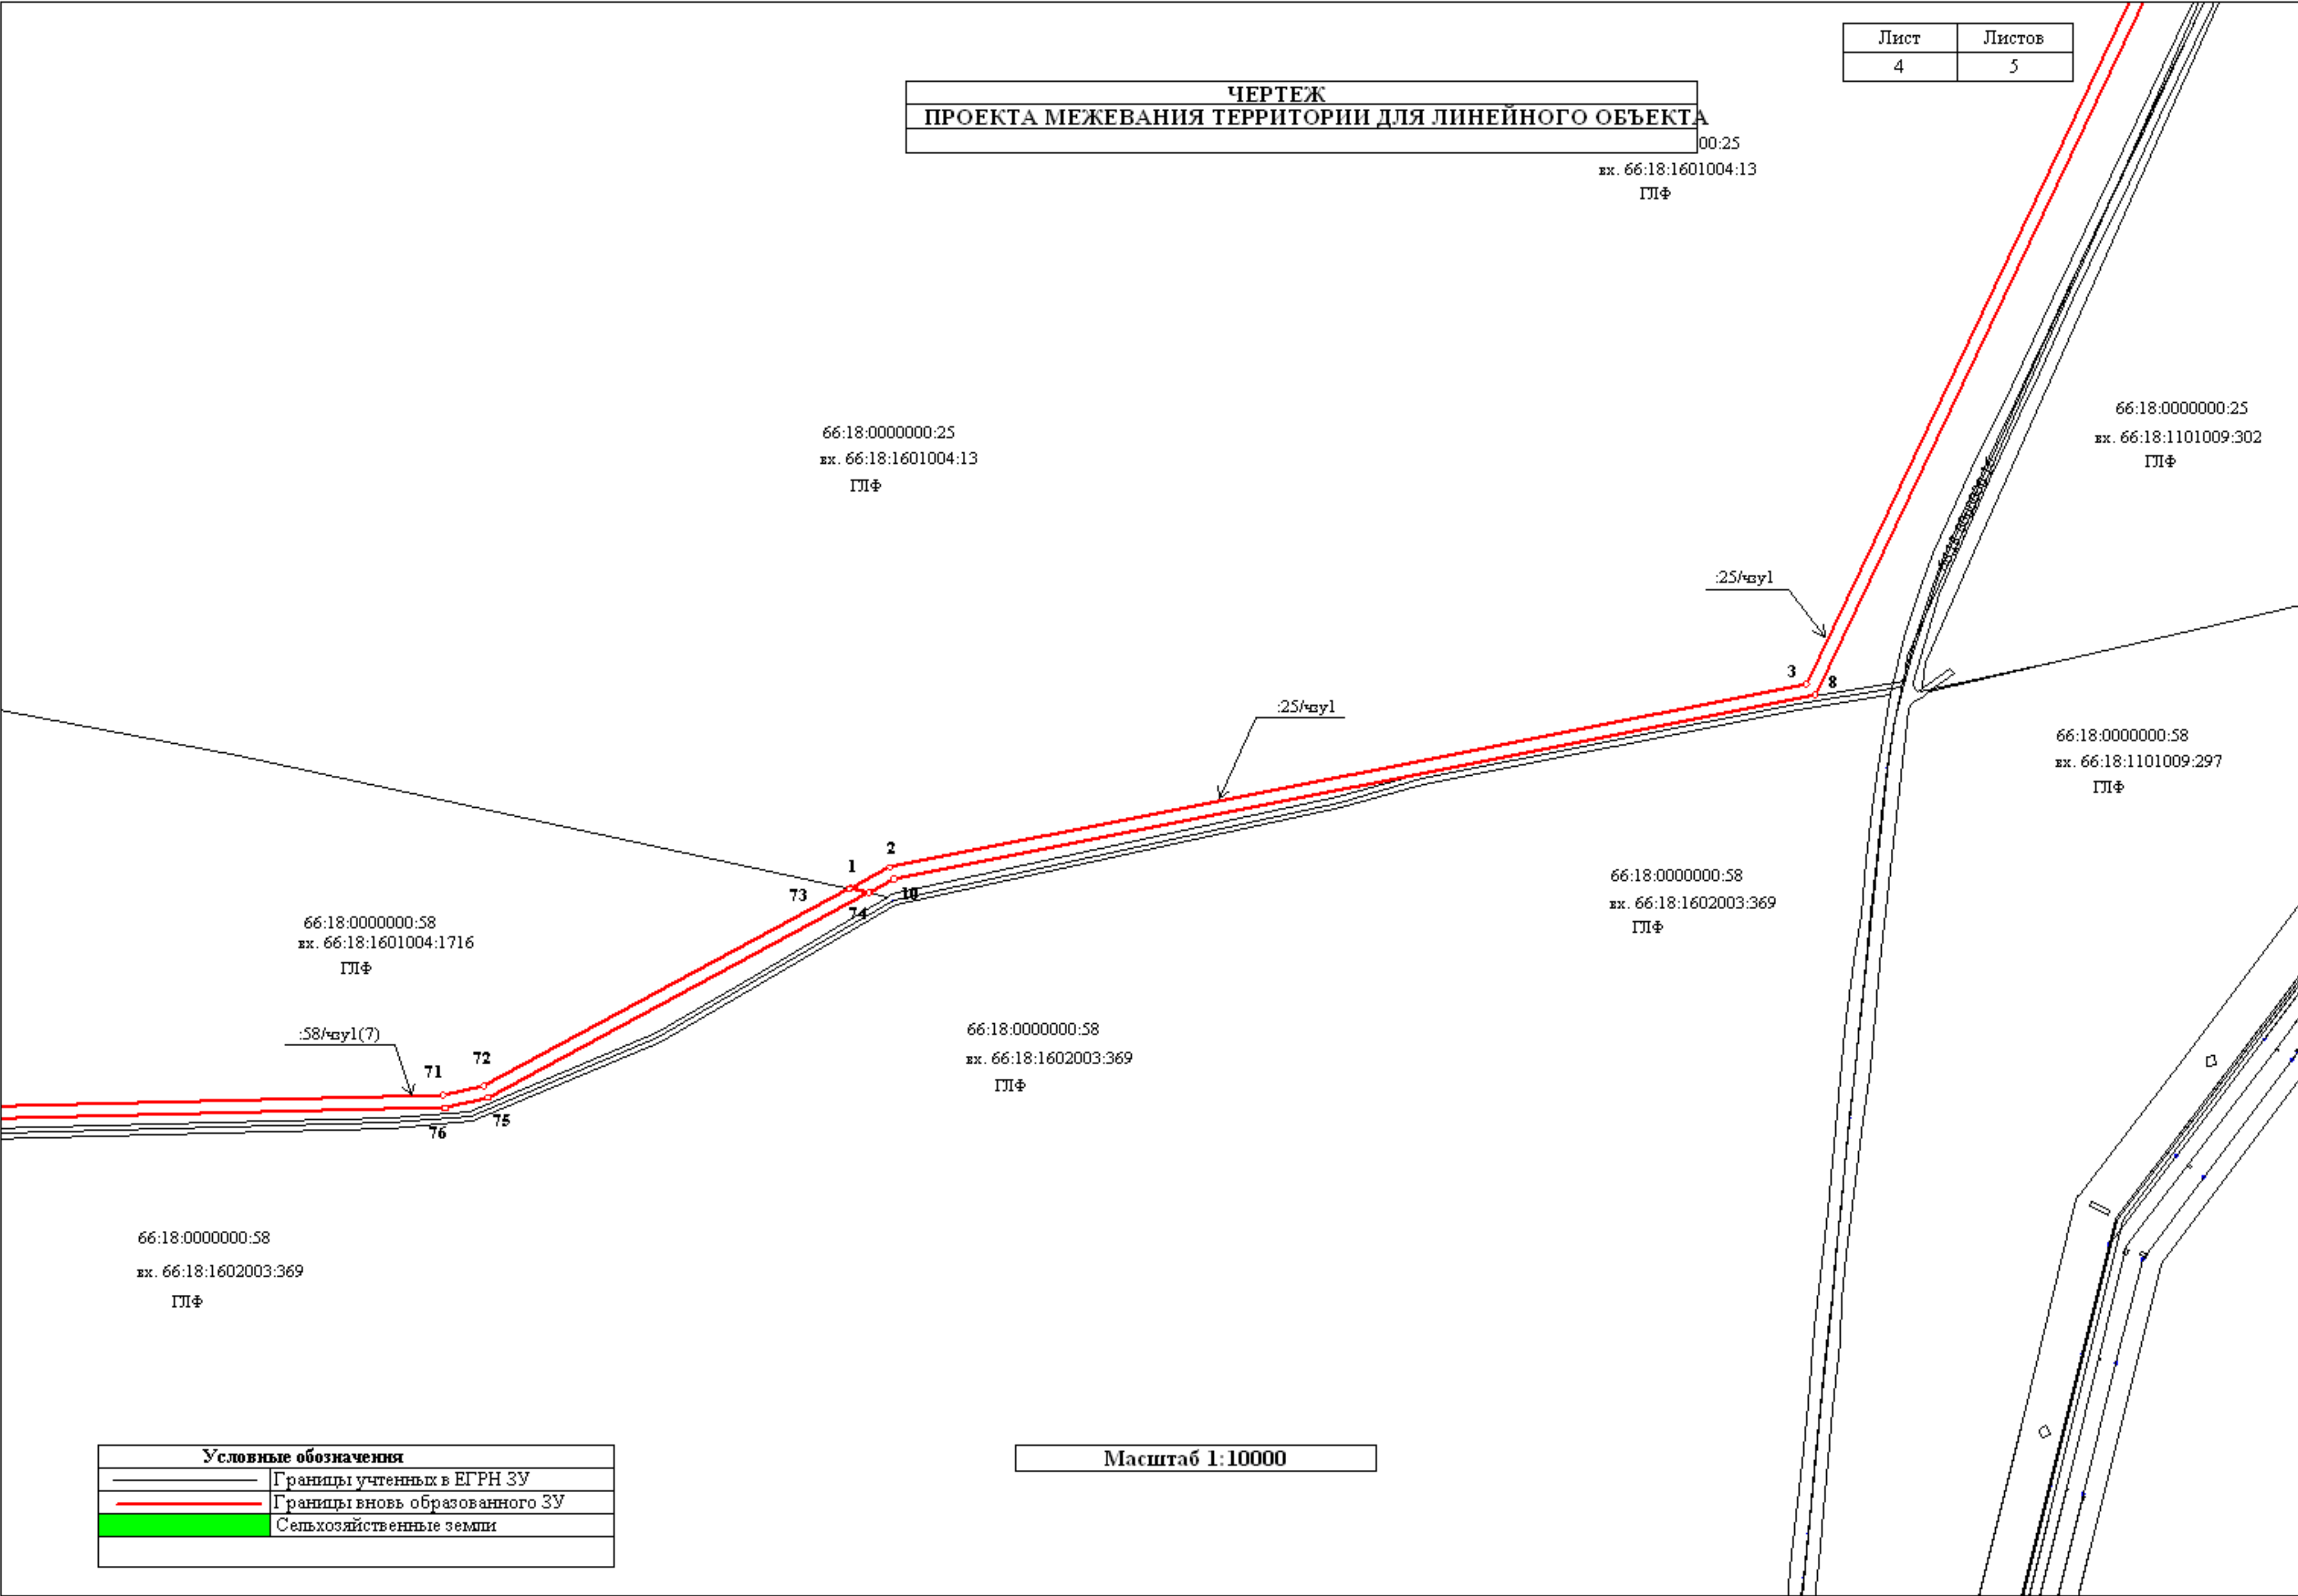 Лист Листов
4 5
ЧЕРТЕЖ
ПРОЕКТА МЕЖЕВАНИЯ ТЕРРИТОРИИ ДЛЯ ЛИНЕЙНОГО ОБЪЕКТА
00:25
вх. 66:18:1601004:13
ГЛФ
66:18:0000000:25
вх. 66:18:1101009:302
ГЛФ
66:18:0000000:25
вх. 66:18:1601004:13
ГЛФ
:25/чзу1
3
8
:25/чзу1
66:18:0000000:58
вх. 66:18:1101009:297
ГЛФ
2
1
73
10
74
66:18:0000000:58
вх. 66:18:1602003:369
ГЛФ
66:18:0000000:58
вх. 66:18:1601004:1716
ГЛФ
:58/чзу1(7)
71
72
75
76
66:18:0000000:58
вх. 66:18:1602003:369
ГЛФ
66:18:0000000:58
вх. 66:18:1602003:369
ГЛФ
Условные обозначения
Границы учтенных в ЕГРН ЗУ
Границы вновь образованного ЗУ
Сельхозяйственные земли
Масштаб 1:10000